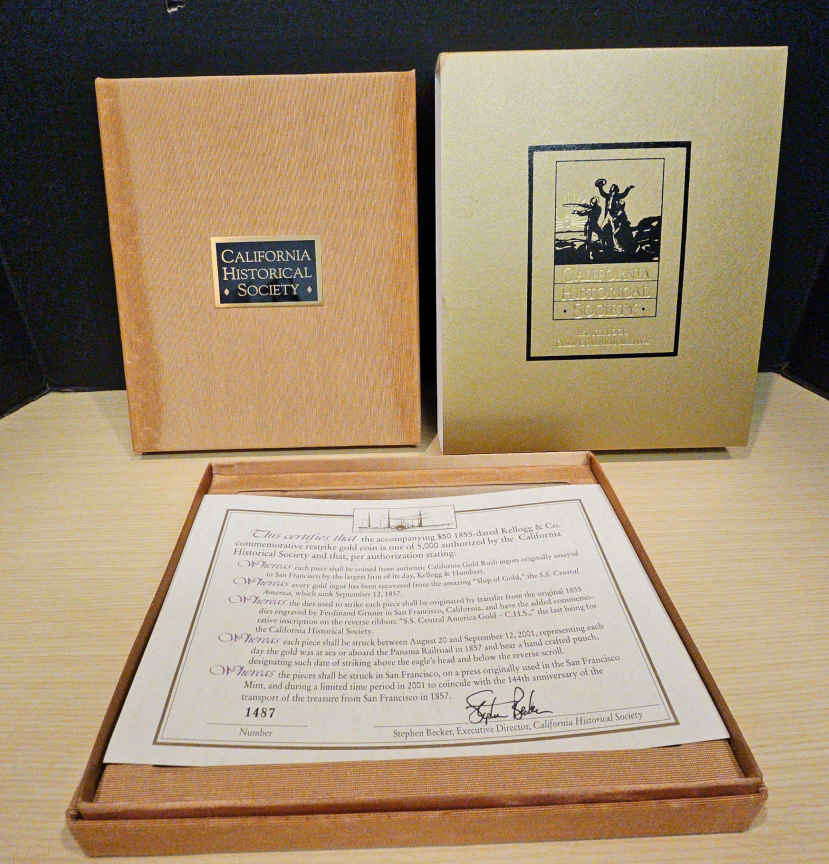 CALIFORNIA
HISTORICAL
SOCIETY
CALIFORNIA
HISTORICAL
SOCIETY
This certifies that the accompanying $50 1855-dated Kellogg & Co.
commemorative restrike gold coin is one of 5,000 authorized by the California
Historical Society and that, per authorization stating:
Whereas each piece shall be coined from authentic California Gold Rush ingots originally assayed
in San Francisco by the largest firm of its day, Kellogg & Humbert.
Whereas every gold ingot has been recovered from the amazing "Ship of Gold," the S.S. Central
America, which sank September 12, 1857.
Whereas the dies used to strike each piece shall be originated by transfer from the original 1855
dies engraved by Ferdinand Gruner in San Francisco, California, and have the added commemo-
rative inscription on the reverse ribbon: "S.S. Central America Gold – C.H.S.," the last being for
the California Historical Society.
Whereas each piece shall be struck between August 20 and September 12, 2001, representing each
day the gold was at sea or aboard the Panama Railroad in 1857 and bear a hand crafted punch,
designating such date of striking above the eagle's head and below the reverse scroll.
Whereas the pieces shall be struck in San Francisco, on a press originally used in the San Francisco
Mint, and during a limited time period in 2001 to coincide with the 144th anniversary of the
transport of the treasure from San Francisco in 1857.
1487
Number
Stephen Becker
Stephen Becker, Executive Director, California Historical Society